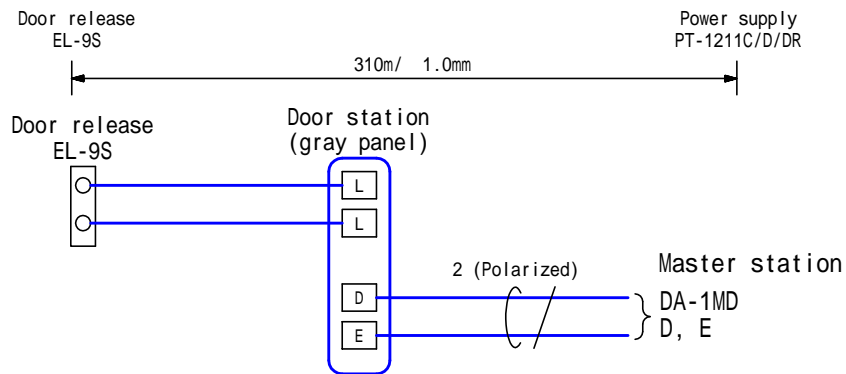 Door release
EL-9S
Power supply
PT-1211C/D/DR
310m/ 1.0mm
Door release
EL-9S
Door station
(gray panel)
L
L
D
E
2 (Polarized)
Master station
DA-1MD
D, E